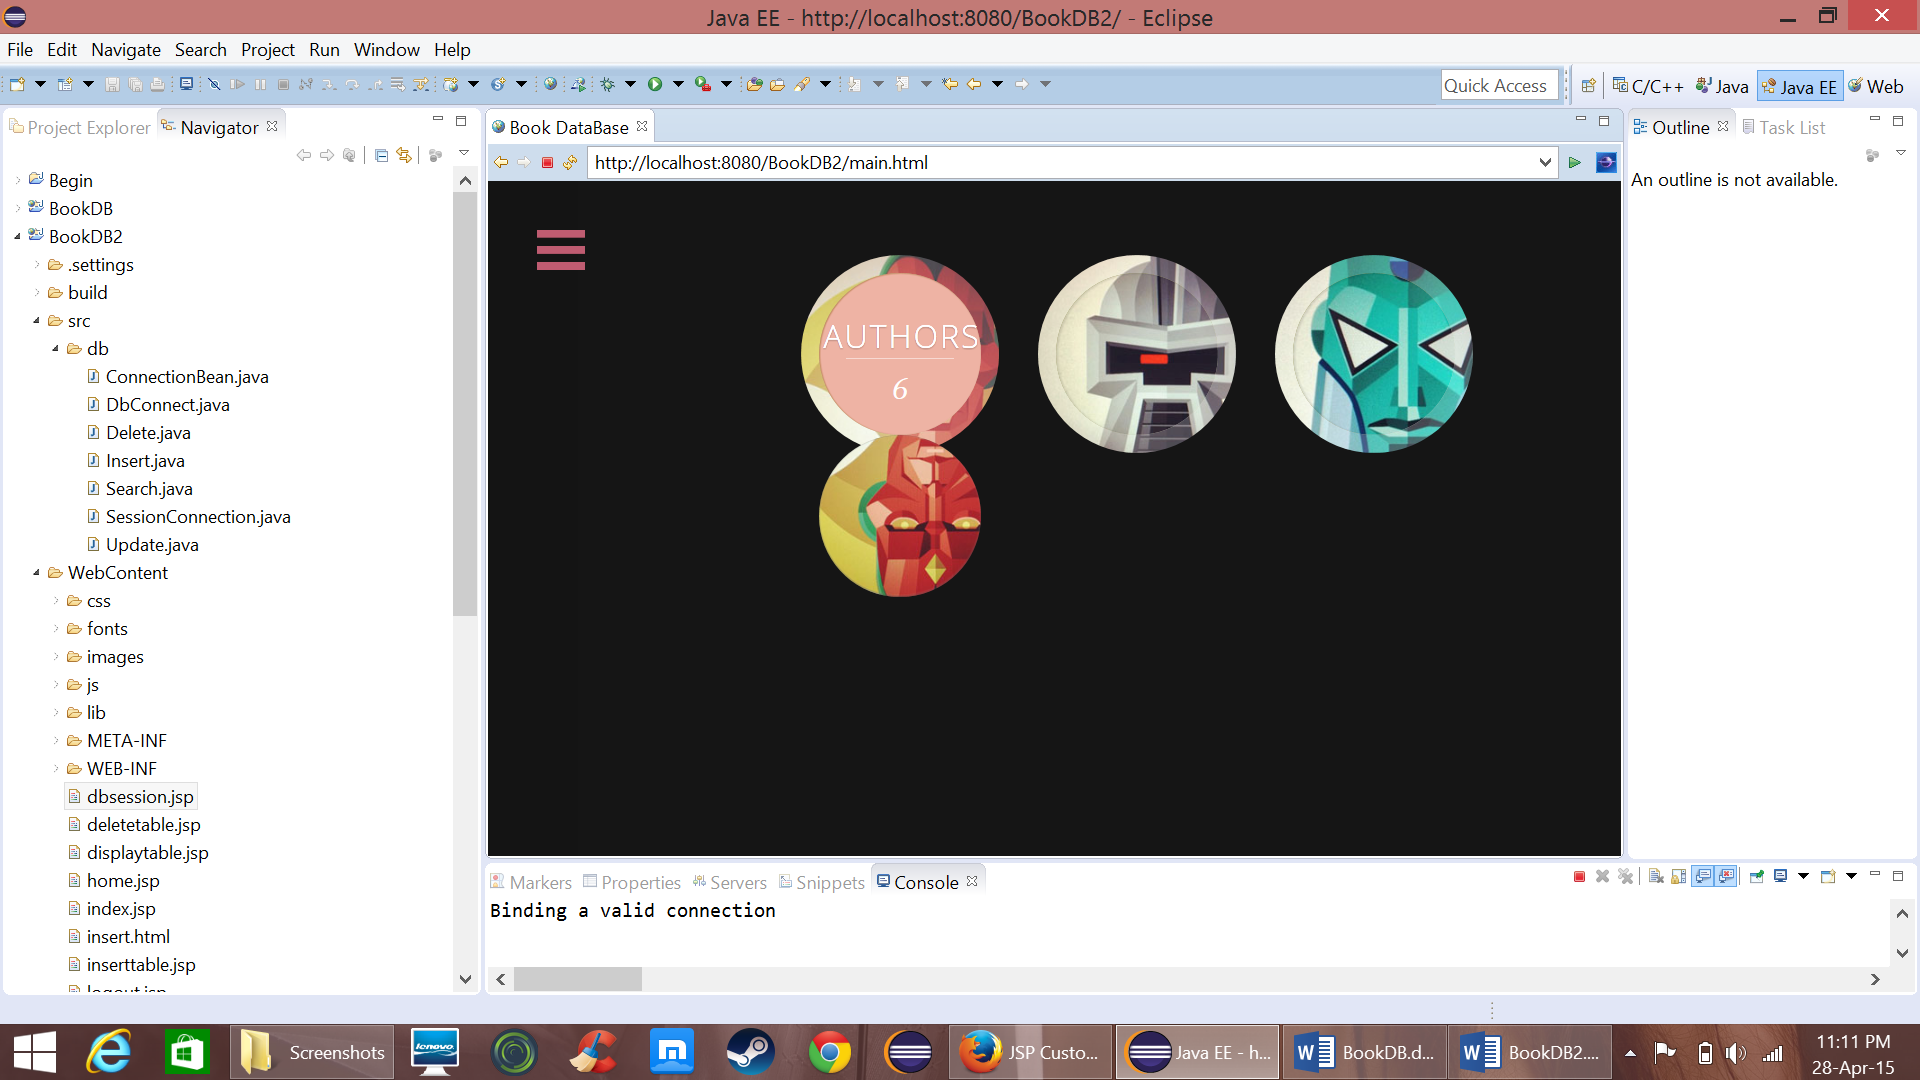 Java EE - http://localhost:8080/BookDB2/ - Eclipse
File Edit Navigate Search Project Run Window Help
Quick Access
C/C++ Java Java EE Web
Project Explorer Navigator
Book DataBase
Outline Task List
http://localhost:8080/BookDB2/main.html
An outline is not available.
Begin
BookDB
BookDB2
.settings
build
src
db
ConnectionBean.java
DbConnect.java
Delete.java
Insert.java
Search.java
SessionConnection.java
Update.java
WebContent
css
fonts
images
js
lib
META-INF
WEB-INF
dbsession.jsp
deletetable.jsp
displaytable.jsp
home.jsp
index.jsp
insert.html
inserttable.jsp
logout.jsp
AUTHORS
6
Markers Properties Servers Snippets Console
Binding a valid connection
Screenshots
lenovo
JSP Custo...
Java EE - h...
BookDB.d...
BookDB2....
11:11 PM
28-Apr-15